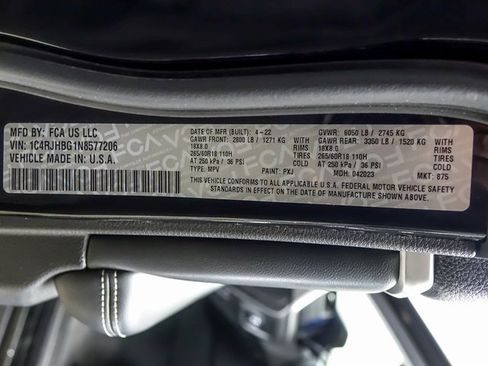 MFD BY: FCA US LLC
VIN: 1C4RJHBG1N8577206
VEHICLE MADE IN: U.S.A.
DATE OF MFR (BUILT): 4-22 GVWR: 6050 LB / 2745 KG
GAWR FRONT: 2800 LB / 1271 KG WITH GAWR REAR: 3350 LB / 1520 KG WITH
18X8.0 RIMS 18X8.0 RIMS
265/60R18 110H TIRES 265/60R18 110H TIRES
AT 250 kPa / 36 PSI COLD AT 250 kPa / 36 PSI COLD
TYPE: MPV PAINT: PXJ MDH: 042023 MKT: 875
THIS VEHICLE CONFORMS TO ALL APPLICABLE U.S.A. FEDERAL MOTOR VEHICLE SAFETY
STANDARDS IN EFFECT ON THE DATE OF MANUFACTURE SHOWN ABOVE.